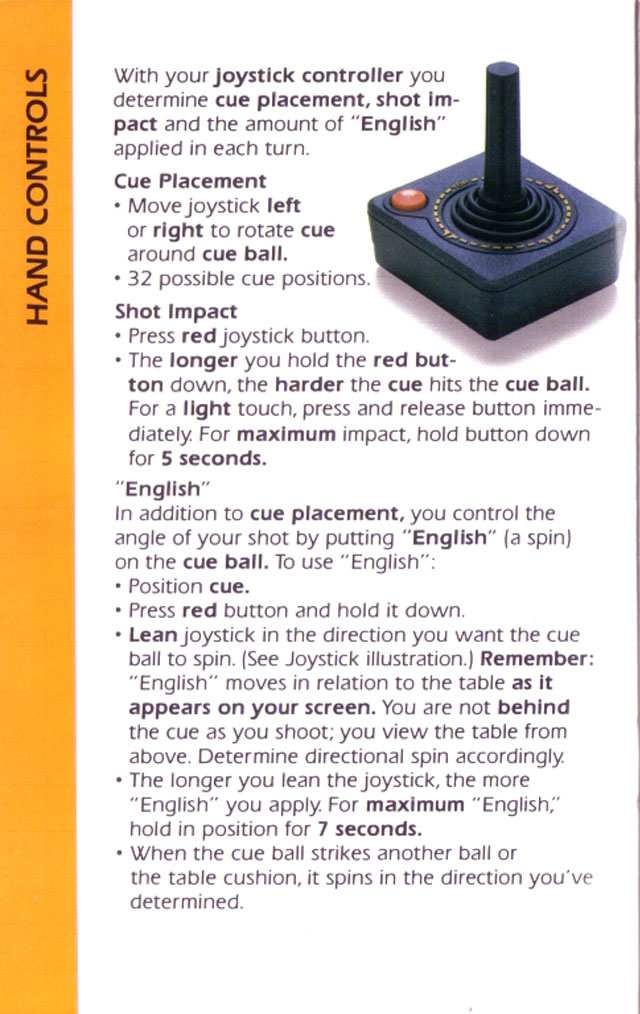 HAND CONTROLS
With your joystick controller you
determine cue placement, shot im-
pact and the amount of "English"
applied in each turn.
Cue Placement
• Move joystick left
or right to rotate cue
around cue ball.
• 32 possible cue positions.
Shot Impact
• Press red joystick button.
• The longer you hold the red but-
ton down, the harder the cue hits the cue ball.
For a light touch, press and release button imme-
diately. For maximum impact, hold button down
for 5 seconds.
"English"
In addition to cue placement, you control the
angle of your shot by putting "English" (a spin)
on the cue ball. To use "English":
• Position cue.
• Press red button and hold it down.
• Lean joystick in the direction you want the cue
ball to spin. (See Joystick illustration.) Remember:
"English" moves in relation to the table as it
appears on your screen. You are not behind
the cue as you shoot; you view the table from
above. Determine directional spin accordingly.
• The longer you lean the joystick, the more
"English" you apply. For maximum "English,"
hold in position for 7 seconds.
• When the cue ball strikes another ball or
the table cushion, it spins in the direction you've
determined.